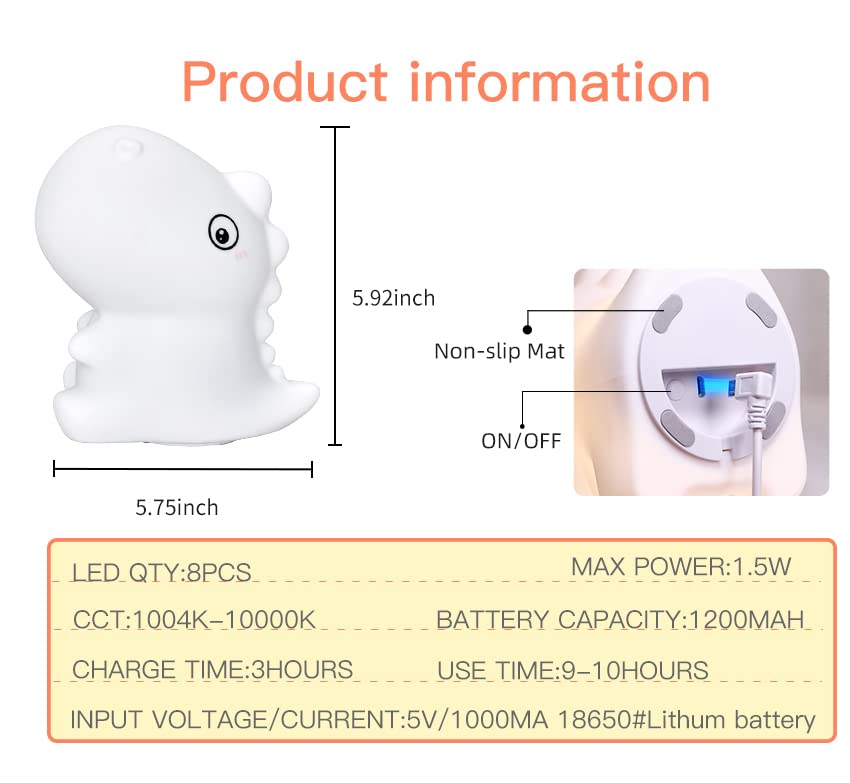 Product information
5.92inch
Non-slip Mat
ON/OFF
5.75inch
LED QTY:8PCS
MAX POWER:1.5W
CCT:1004K-10000K
BATTERY CAPACITY:1200MAH
CHARGE TIME:3HOURS
USE TIME:9-10HOURS
INPUT VOLTAGE/CURRENT:5V/1000MA 18650#Lithum battery